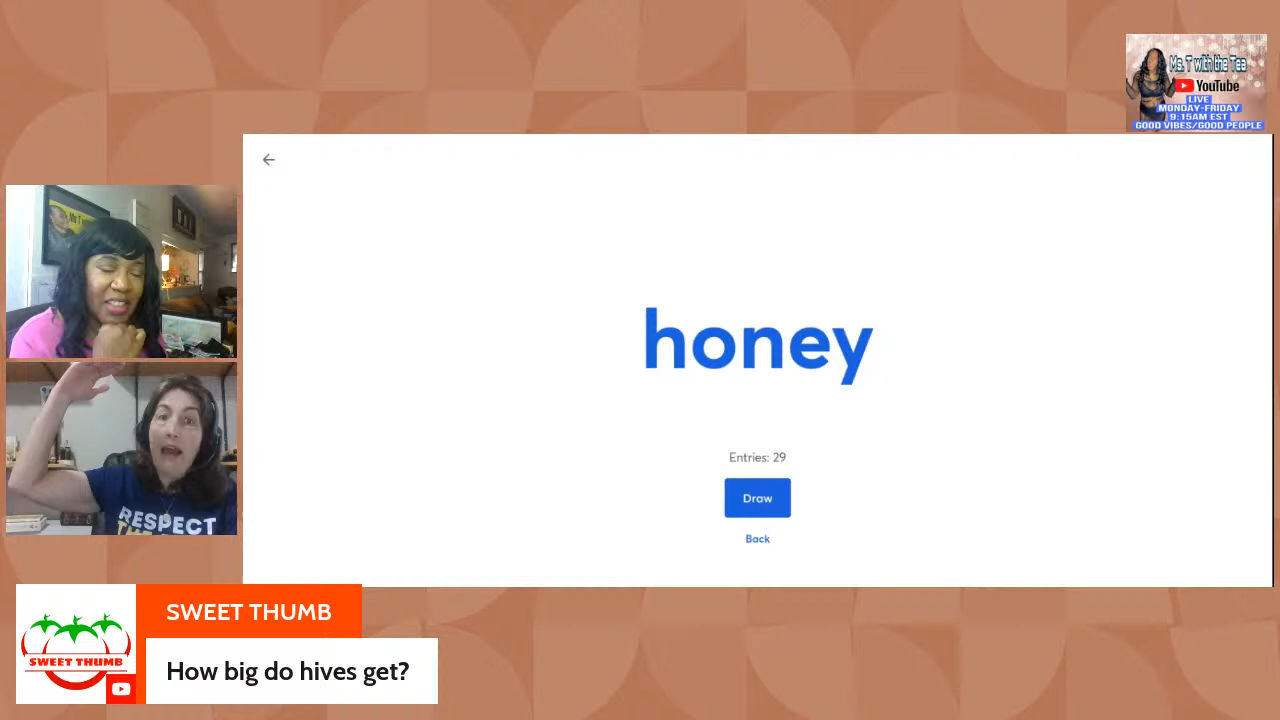 Ms. T with the Tea
YouTube
LIVE
MONDAY-FRIDAY
9:15AM EST
GOOD VIBES/GOOD PEOPLE
honey
Entries: 29
Draw
Back
RESPECT
SWEET THUMB
SWEET THUMB
How big do hives get?